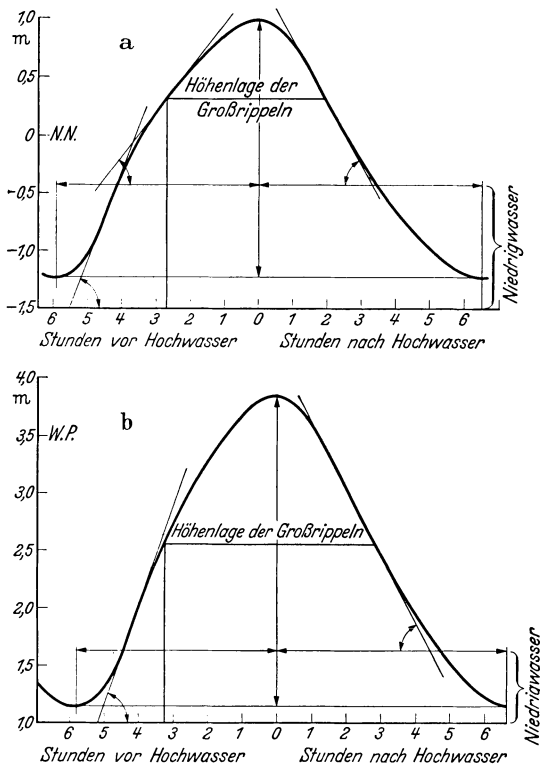 1,0
m
a
0,5
Höhenlage der
Großrippeln
0
N.N.
-0,5
-1,0
-1,5
Niedrigwasser
6 5 4 3 2 1 0 1 2 3 4 5 6
Stunden vor Hochwasser Stunden nach Hochwasser
4,0
m
b
3,5
W.P.
3,0
Höhenlage der Großrippeln
2,5
2,0
1,5
1,0
Niedrigwasser
6 5 4 3 2 1 0 1 2 3 4 5 6
Stunden vor Hochwasser Stunden nach Hochwasser